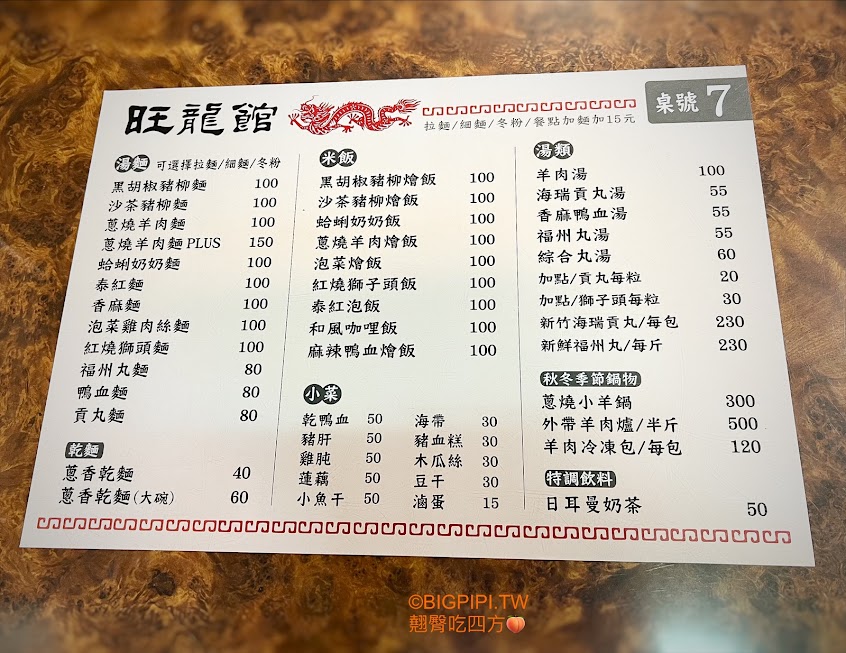 旺龍館
拉麵/細麵/冬粉/餐點加麵加15元
桌號 7
湯麵 可選擇拉麵/細麵/冬粉
黑胡椒豬柳麵 100
沙茶豬柳麵 100
蔥燒羊肉麵 100
蔥燒羊肉麵PLUS 150
蛤蜊奶奶麵 100
泰紅麵 100
香麻麵 100
泡菜雞肉絲麵 100
紅燒獅頭麵 100
福州丸麵 80
鴨血麵 80
貢丸麵 80
乾麵
蔥香乾麵 40
蔥香乾麵(大碗) 60
米飯
黑胡椒豬柳燴飯 100
沙茶豬柳燴飯 100
蛤蜊奶奶飯 100
蔥燒羊肉燴飯 100
泡菜燴飯 100
紅燒獅子頭飯 100
泰紅泡飯 100
和風咖哩飯 100
麻辣鴨血燴飯 100
小菜
乾鴨血 50 海帶 30
豬肝 50 豬血糕 30
雞肫 50 木瓜絲 30
蓮藕 50 豆干 30
小魚干 50 滷蛋 15
湯類
羊肉湯 100
海瑞貢丸湯 55
香麻鴨血湯 55
福州丸湯 55
綜合丸湯 60
加點/貢丸每粒 20
加點/獅子頭每粒 30
新竹海瑞貢丸/每包 230
新鮮福州丸/每斤 230
秋冬季節鍋物
蔥燒小羊鍋 300
外帶羊肉爐/半斤 500
羊肉冷凍包/每包 120
特調飲料
日耳曼奶茶 50
©BIGPIPI.TW
翹臀吃四方🍑